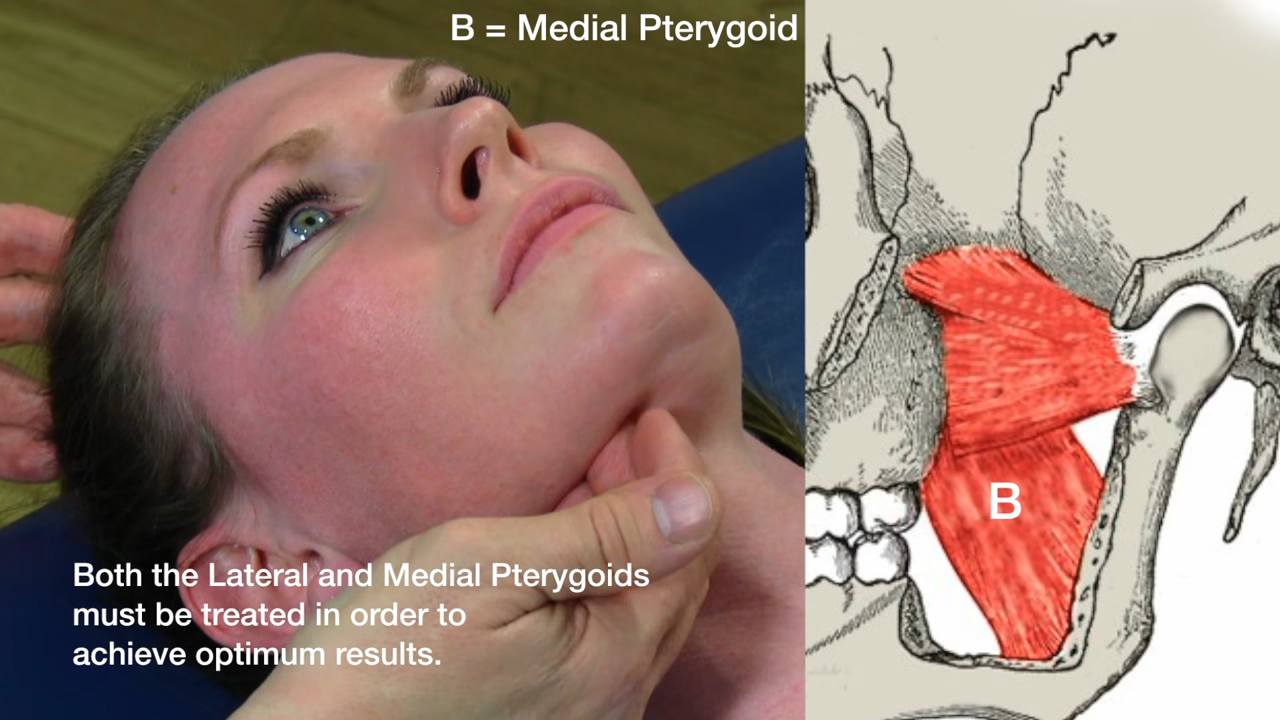 B = Medial Pterygoid
B
Both the Lateral and Medial Pterygoids
must be treated in order to
achieve optimum results.